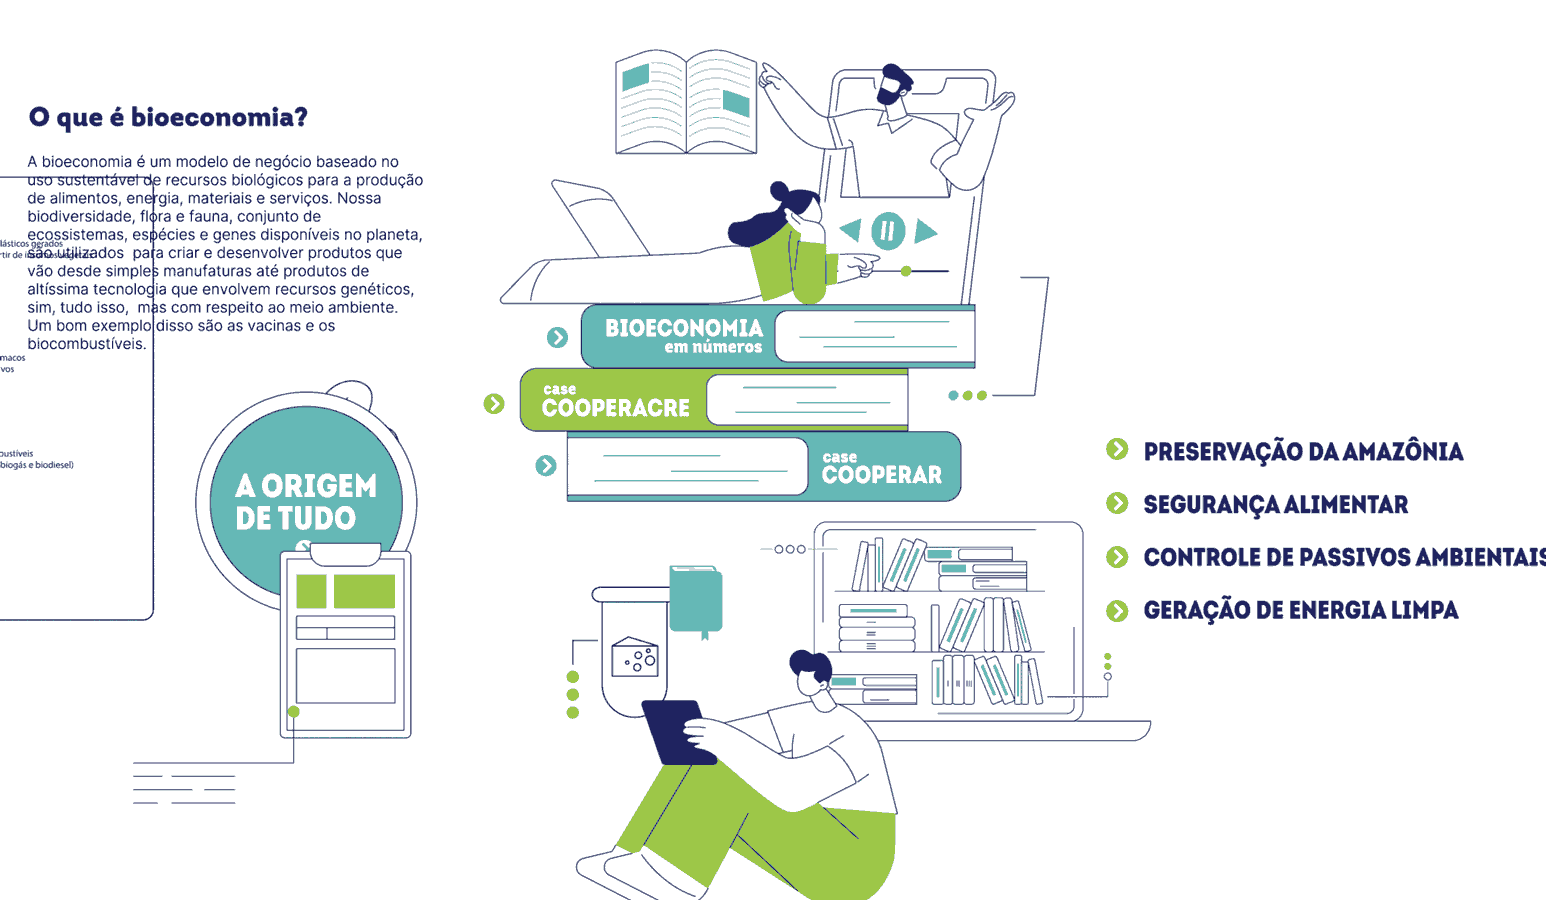 O que é bioeconomia?
A bioeconomia é um modelo de negócio baseado no
uso sustentável de recursos biológicos para a produção
de alimentos, energia, materiais e serviços. Nossa
biodiversidade, flora e fauna, conjunto de
ecossistemas, espécies e genes disponíveis no planeta,
são utilizados para criar e desenvolver produtos que
vão desde simples manufaturas até produtos de
altíssima tecnologia que envolvem recursos genéticos,
sim, tudo isso, mas com respeito ao meio ambiente.
Um bom exemplo disso são as vacinas e os
biocombustíveis.
lásticos gerados
rtir de
macos
vos
bustíveis
biogás e biodiesel)
A ORIGEM
DE TUDO
BIOECONOMIA
em números
case
COOPERACRE
case
COOPERAR
PRESERVAÇÃO DA AMAZÔNIA
SEGURANÇA ALIMENTAR
CONTROLE DE PASSIVOS AMBIENTAIS
GERAÇÃO DE ENERGIA LIMPA